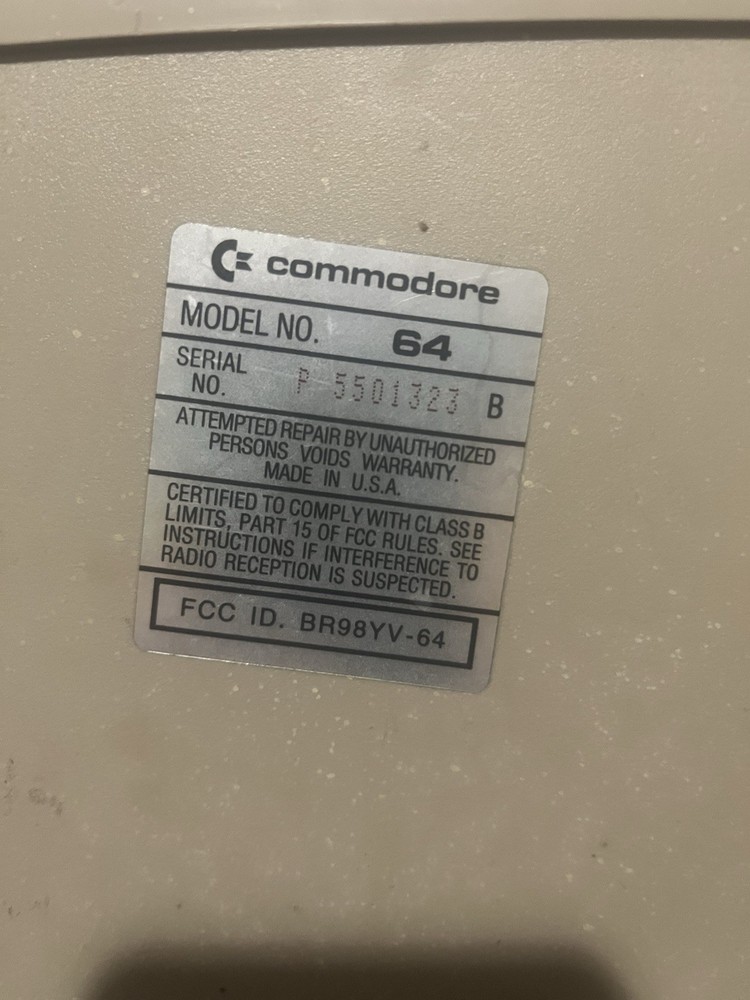 commodore
MODEL NO. 64
SERIAL NO. P 5501323 B
ATTEMPTED REPAIR BY UNAUTHORIZED
PERSONS VOIDS WARRANTY.
MADE IN U.S.A.
CERTIFIED TO COMPLY WITH CLASS B
LIMITS, PART 15 OF FCC RULES. SEE
INSTRUCTIONS IF INTERFERENCE TO
RADIO RECEPTION IS SUSPECTED.
FCC ID. BR98YV-64